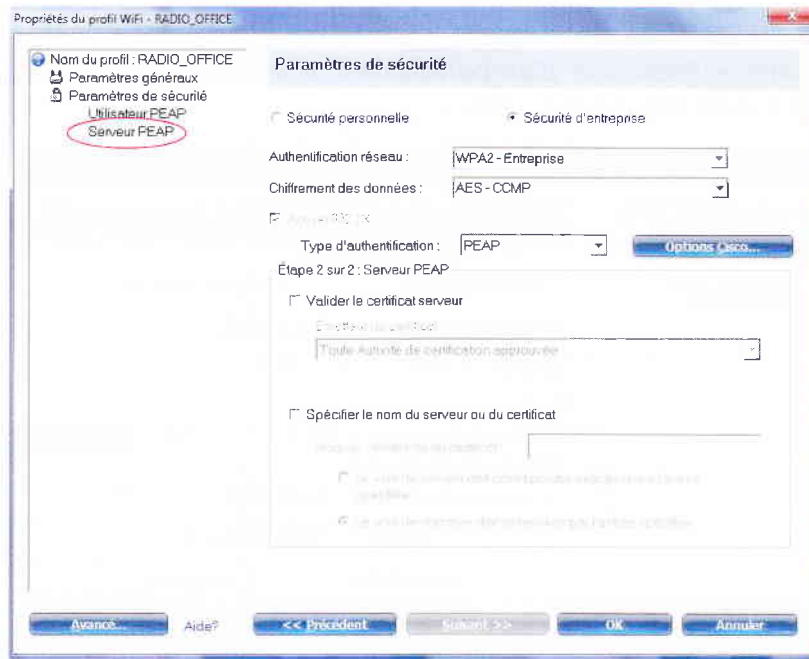 Propriétés du profil WiFi - RADIO_OFFICE
Nom du profil : RADIO_OFFICE
Paramètres généraux
Paramètres de sécurité
Utilisateur PEAP
Serveur PEAP
Paramètres de sécurité
Sécurité personnelle
Sécurité d'entreprise
Authentification réseau :
WPA2 - Entreprise
Chiffrement des données :
AES - CCMP
Type d'authentification :
PEAP
Options Cisco...
Étape 2 sur 2 : Serveur PEAP
Valider le certificat serveur
Toute Autorité de certification approuvée
Spécifier le nom du serveur ou du certificat
Avancé...
Aide?
<< Précédent
Suivant >>
OK
Annuler